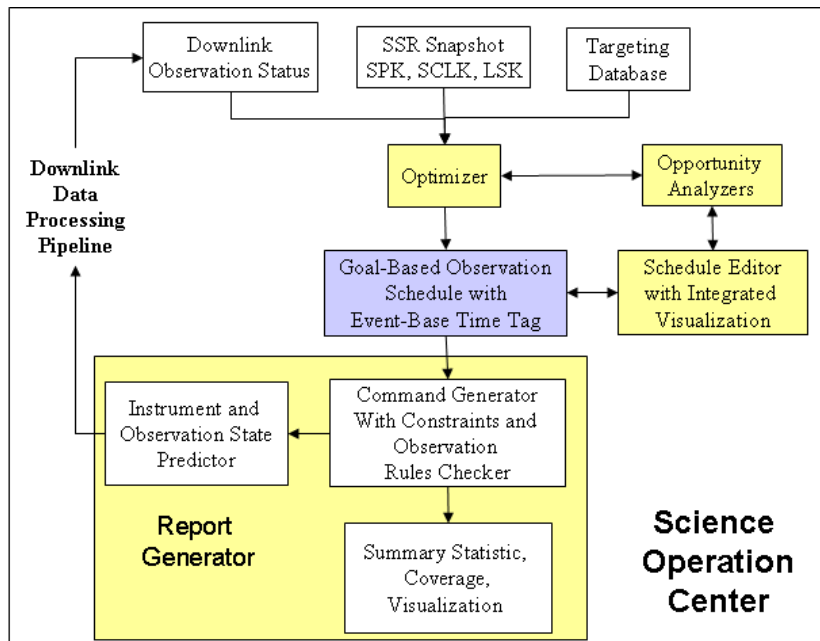 Downlink
Observation Status
SSR Snapshot
SPK, SCLK, LSK
Targeting
Database
Downlink
Data
Processing
Pipeline
Optimizer
Opportunity
Analyzers
Goal-Based Observation
Schedule with
Event-Base Time Tag
Schedule Editor
with Integrated
Visualization
Instrument and
Observation State
Predictor
Command Generator
With Constraints and
Observation
Rules Checker
Report
Generator
Summary Statistic,
Coverage,
Visualization
Science
Operation
Center